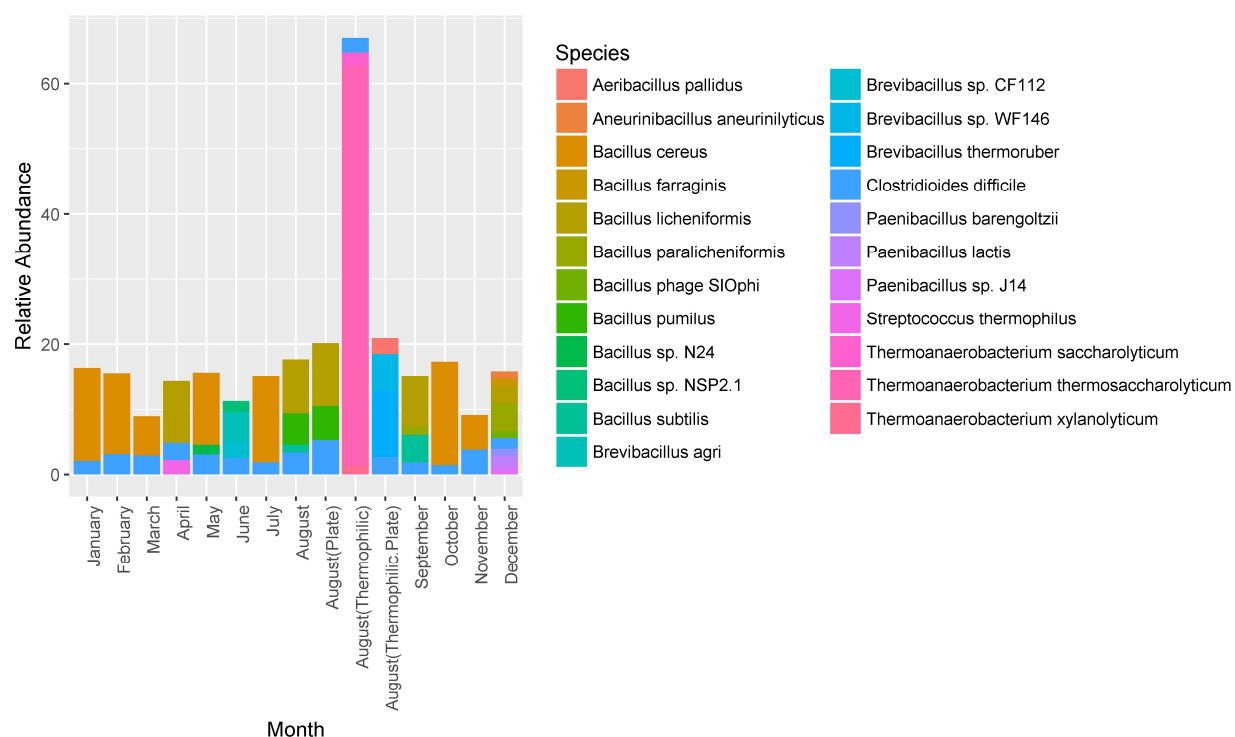 Relative Abundance
60
40
20
0
January
February
March
April
May
June
July
August
August(Plate)
August(Thermophilic)
August(Thermophilic.Plate)
September
October
November
December
Month
Species
Aeribacillus pallidus
Aneurinibacillus aneurinilyticus
Bacillus cereus
Bacillus farraginis
Bacillus licheniformis
Bacillus paralicheniformis
Bacillus phage SIOphi
Bacillus pumilus
Bacillus sp. N24
Bacillus sp. NSP2.1
Bacillus subtilis
Brevibacillus agri
Brevibacillus sp. CF112
Brevibacillus sp. WF146
Brevibacillus thermoruber
Clostridioides difficile
Paenibacillus barengoltzii
Paenibacillus lactis
Paenibacillus sp. J14
Streptococcus thermophilus
Thermoanaerobacterium saccharolyticum
Thermoanaerobacterium thermosaccharolyticum
Thermoanaerobacterium xylanolyticum